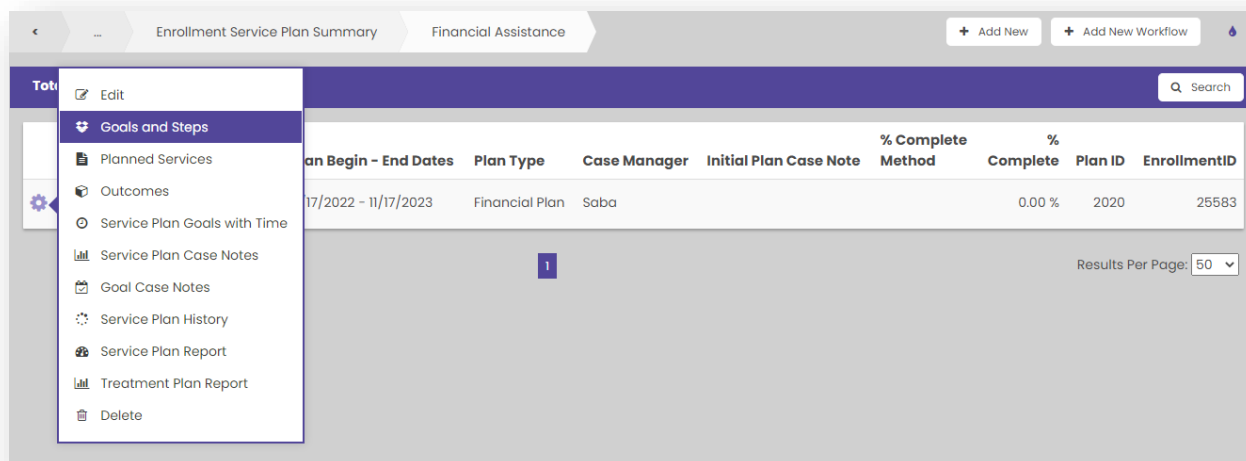 ... Enrollment Service Plan Summary Financial Assistance + Add New + Add New Workflow
Search
Edit
Goals and Steps
Planned Services
Outcomes
Service Plan Goals with Time
Service Plan Case Notes
Goal Case Notes
Service Plan History
Service Plan Report
Treatment Plan Report
Delete
an Begin - End Dates Plan Type Case Manager Initial Plan Case Note % Complete Method % Complete Plan ID EnrollmentID
/17/2022 - 11/17/2023 Financial Plan Saba 0.00 % 2020 25583
1
Results Per Page: 50